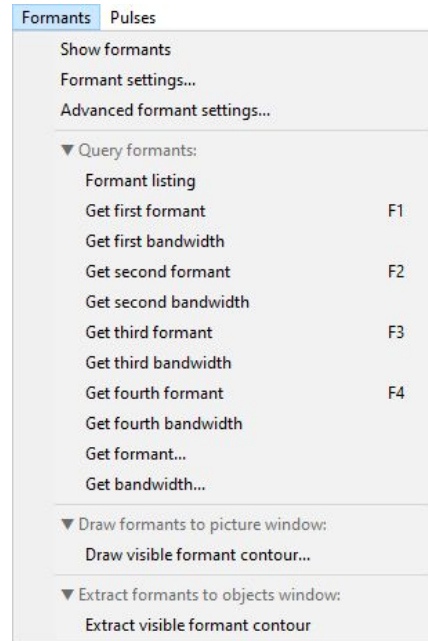 Formants Pulses
Show formants
Formant settings...
Advanced formant settings...
▼ Query formants:
Formant listing
Get first formant F1
Get first bandwidth
Get second formant F2
Get second bandwidth
Get third formant F3
Get third bandwidth
Get fourth formant F4
Get fourth bandwidth
Get formant...
Get bandwidth...
▼ Draw formants to picture window:
Draw visible formant contour...
▼ Extract formants to objects window:
Extract visible formant contour